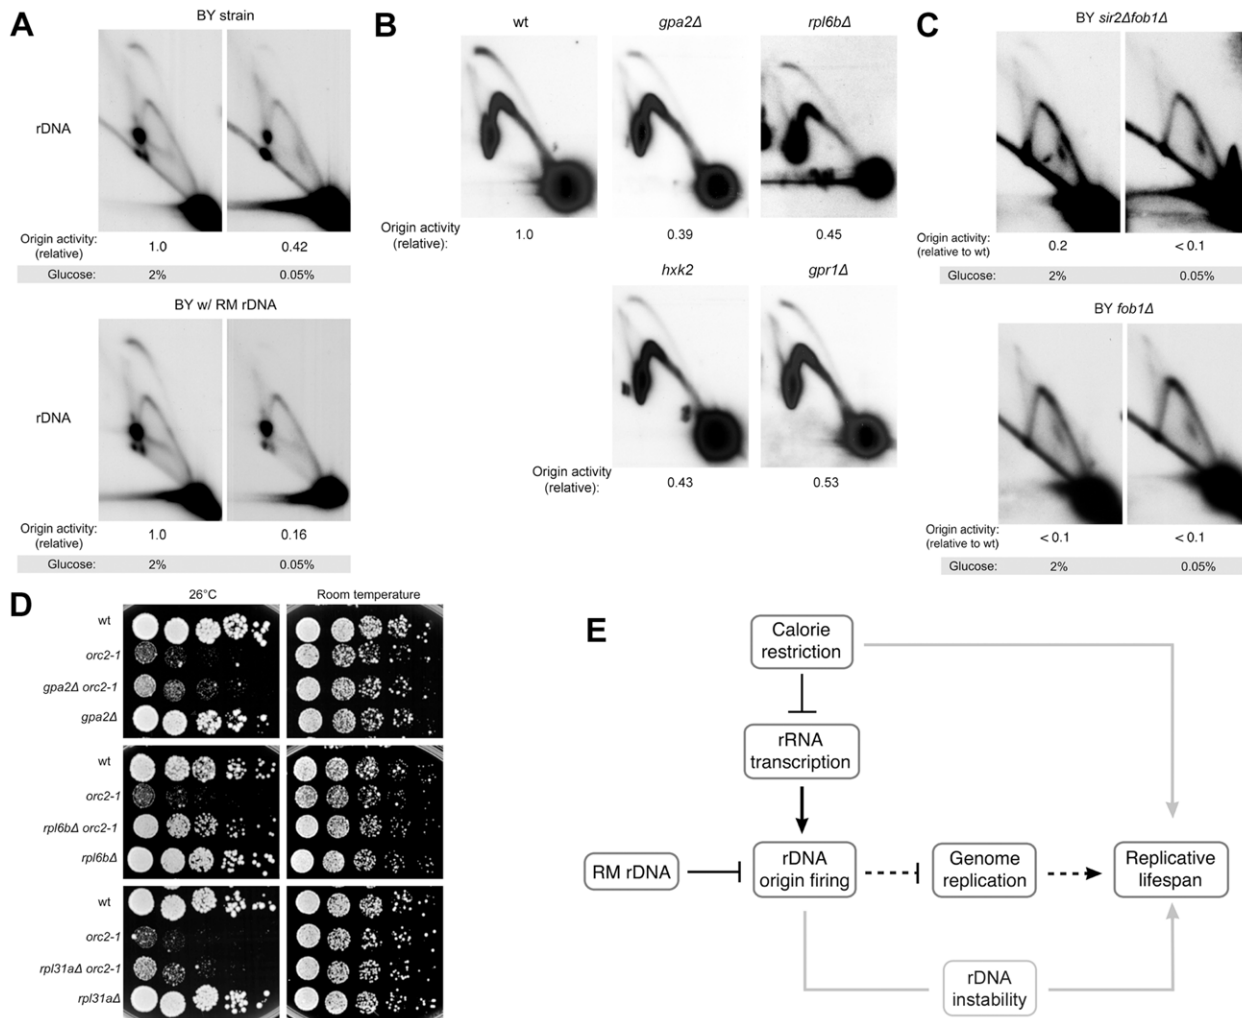 A
BY strain
rDNA
Origin activity:
(relative)
1.0
0.42
Glucose:
2%
0.05%
BY w/ RM rDNA
rDNA
Origin activity:
(relative)
1.0
0.16
Glucose:
2%
0.05%
B
wt
gpa2Δ
rpl6bΔ
Origin activity
(relative):
1.0
0.39
0.45
hxk2
gpr1Δ
Origin activity
(relative):
0.43
0.53
C
BY sir2Δfob1Δ
Origin activity:
(relative to wt)
0.2
< 0.1
Glucose:
2%
0.05%
BY fob1Δ
Origin activity:
(relative to wt)
< 0.1
< 0.1
Glucose:
2%
0.05%
D
26°C
Room temperature
wt
orc2-1
gpa2Δ orc2-1
gpa2Δ
wt
orc2-1
rpl6bΔ orc2-1
rpl6bΔ
wt
orc2-1
rpl31aΔ orc2-1
rpl31aΔ
E
Calorie
restriction
rRNA
transcription
RM rDNA
rDNA
origin firing
Genome
replication
Replicative
lifespan
rDNA
instability